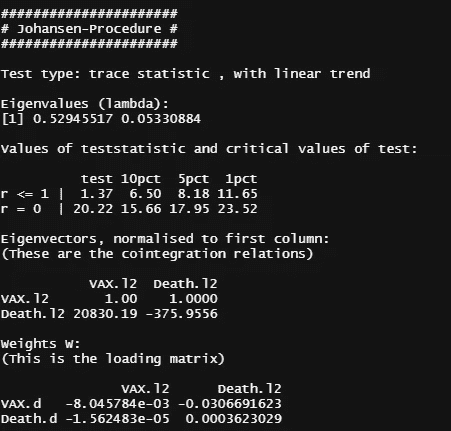 ######################
# Johansen-Procedure #
######################
Test type: trace statistic , with linear trend
Eigenvalues (lambda):
[1] 0.52945517 0.05330884
Values of teststatistic and critical values of test:
test 10pct 5pct 1pct
r <= 1 | 1.37 6.50 8.18 11.65
r = 0 | 20.22 15.66 17.95 23.52
Eigenvectors, normalised to first column:
(These are the cointegration relations)
VAX.l2 Death.l2
VAX.l2 1.00 1.0000
Death.l2 20830.19 -375.9556
Weights W:
(This is the loading matrix)
VAX.l2 Death.l2
VAX.d -8.045784e-03 -0.0306691623
Death.d -1.562483e-05 0.0003623029